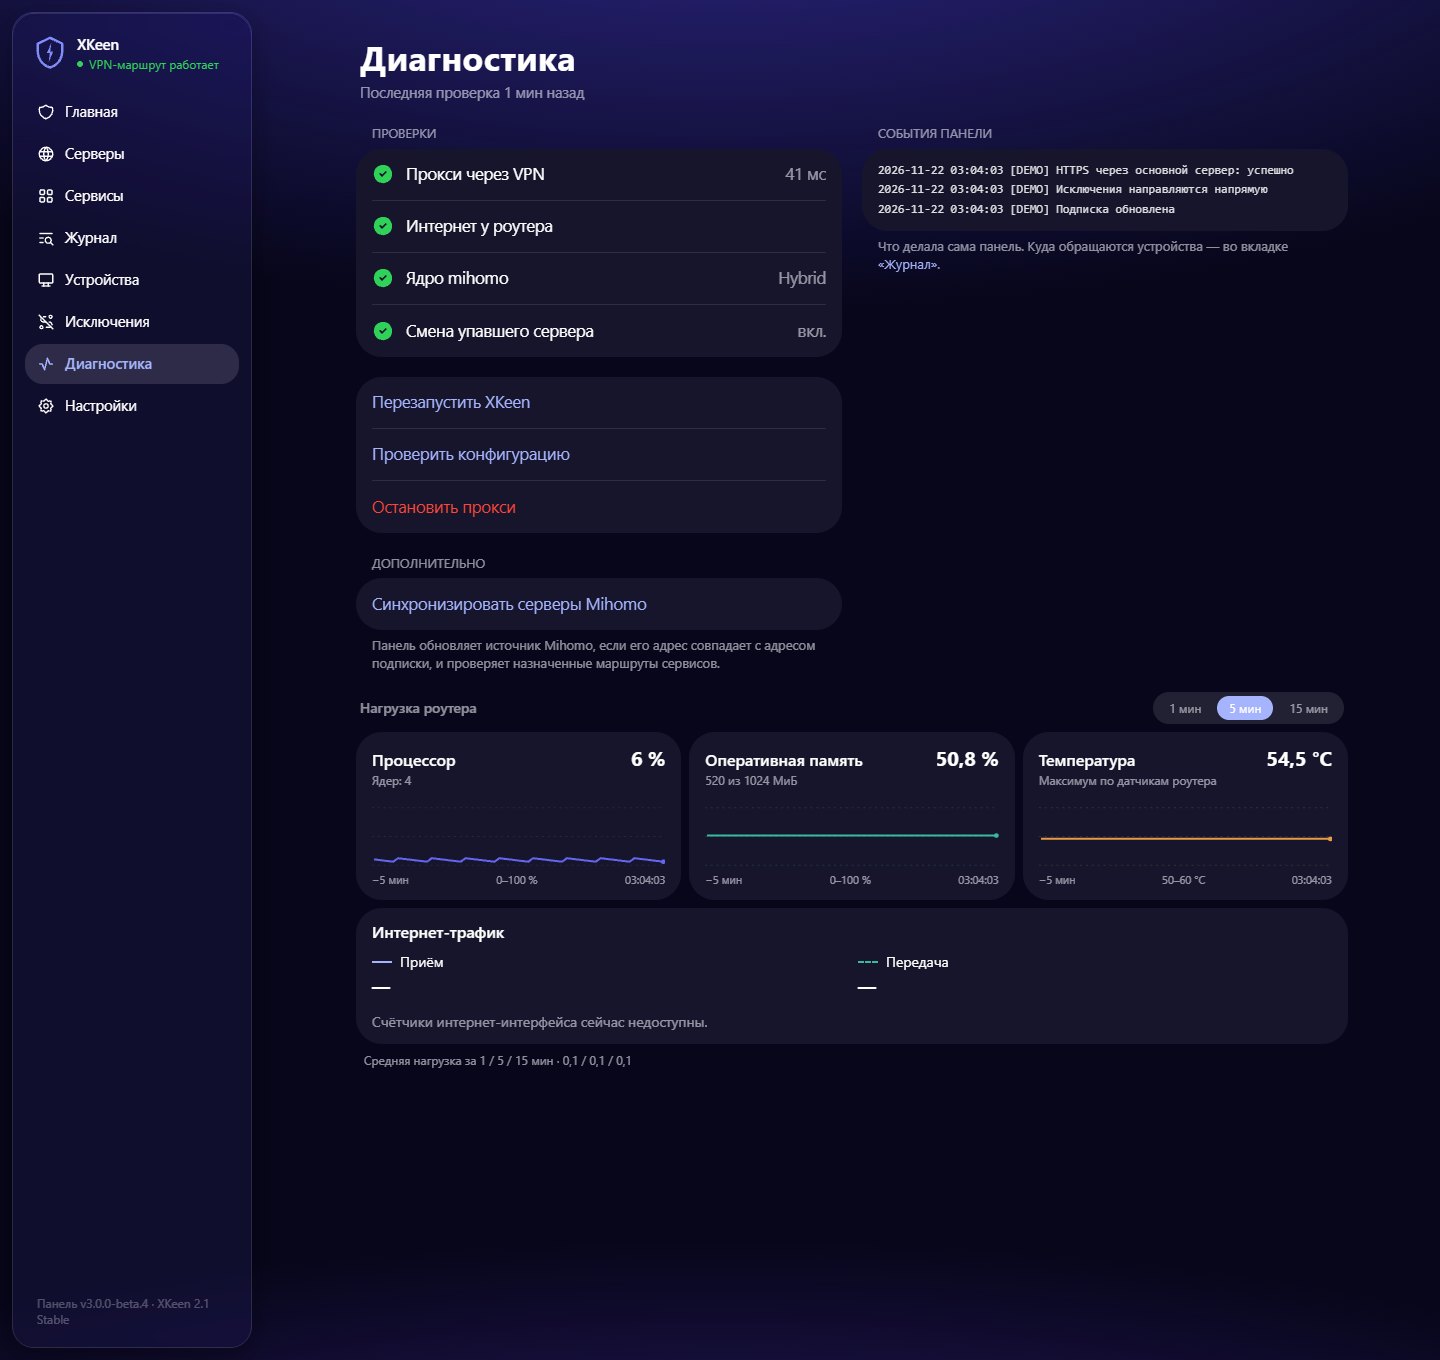 XKeen
VPN-маршрут работает
Главная
Серверы
Сервисы
Журнал
Устройства
Исключения
Диагностика
Настройки
Панель v3.0.0-beta.4 · XKeen 2.1
Stable
Диагностика
Последняя проверка 1 мин назад
ПРОВЕРКИ
Прокси через VPN 41 мс
Интернет у роутера
Ядро mihomo Hybrid
Смена упавшего сервера вкл.
Перезапустить XKeen
Проверить конфигурацию
Остановить прокси
ДОПОЛНИТЕЛЬНО
Синхронизировать серверы Mihomo
Панель обновляет источник Mihomo, если его адрес совпадает с адресом
подписки, и проверяет назначенные маршруты сервисов.
СОБЫТИЯ ПАНЕЛИ
2026-11-22 03:04:03 [DEMO] HTTPS через основной сервер: успешно
2026-11-22 03:04:03 [DEMO] Исключения направляются напрямую
2026-11-22 03:04:03 [DEMO] Подписка обновлена
Что делала сама панель. Куда обращаются устройства — во вкладке
«Журнал».
Нагрузка роутера
1 мин 5 мин 15 мин
Процессор 6 %
Ядер: 4
−5 мин 0–100 % 03:04:03
Оперативная память 50,8 %
520 из 1024 МиБ
−5 мин 0–100 % 03:04:03
Температура 54,5 °C
Максимум по датчикам роутера
−5 мин 50–60 °C 03:04:03
Интернет-трафик
Приём
—
Передача
—
Счётчики интернет-интерфейса сейчас недоступны.
Средняя нагрузка за 1 / 5 / 15 мин · 0,1 / 0,1 / 0,1